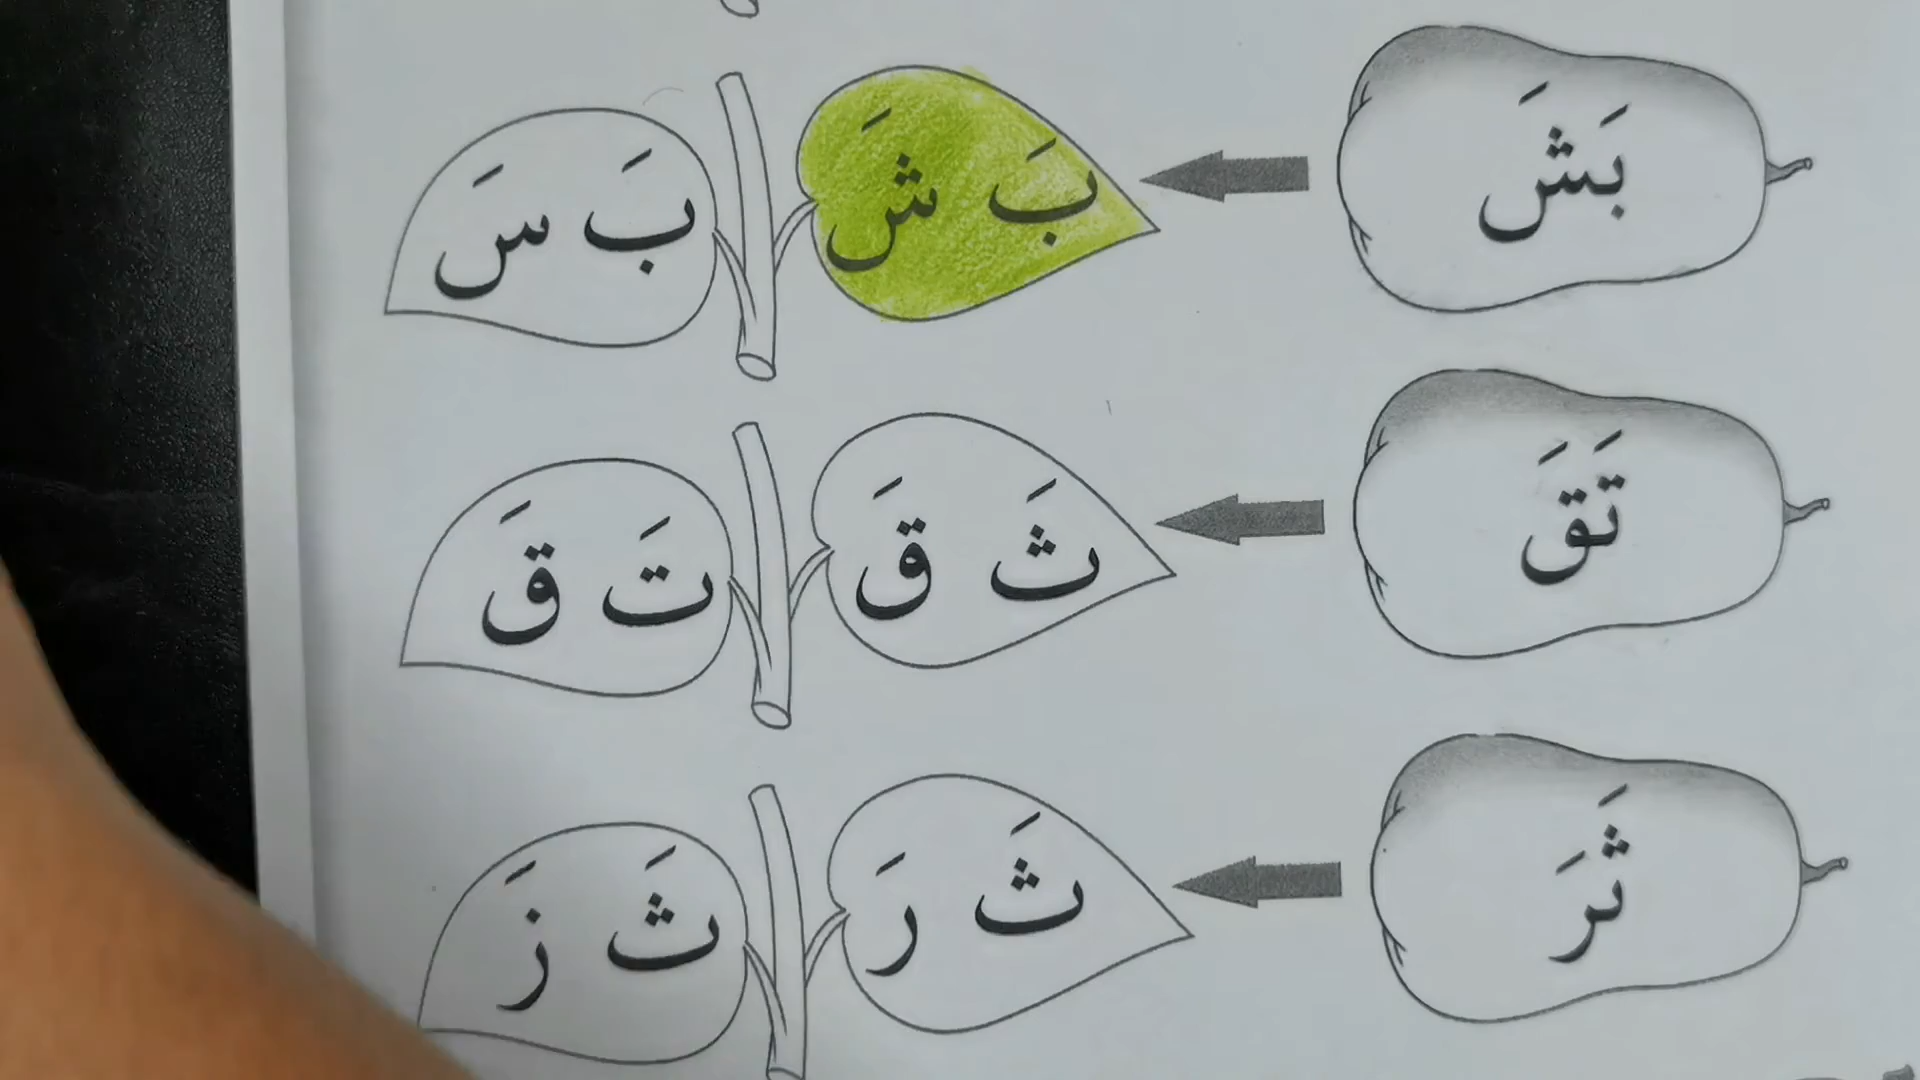 بَشَ بَ شَ بَ سَ
تَقَ ثَ قَ تَ قَ
ثَرَ ثَ رَ ثَ زَ